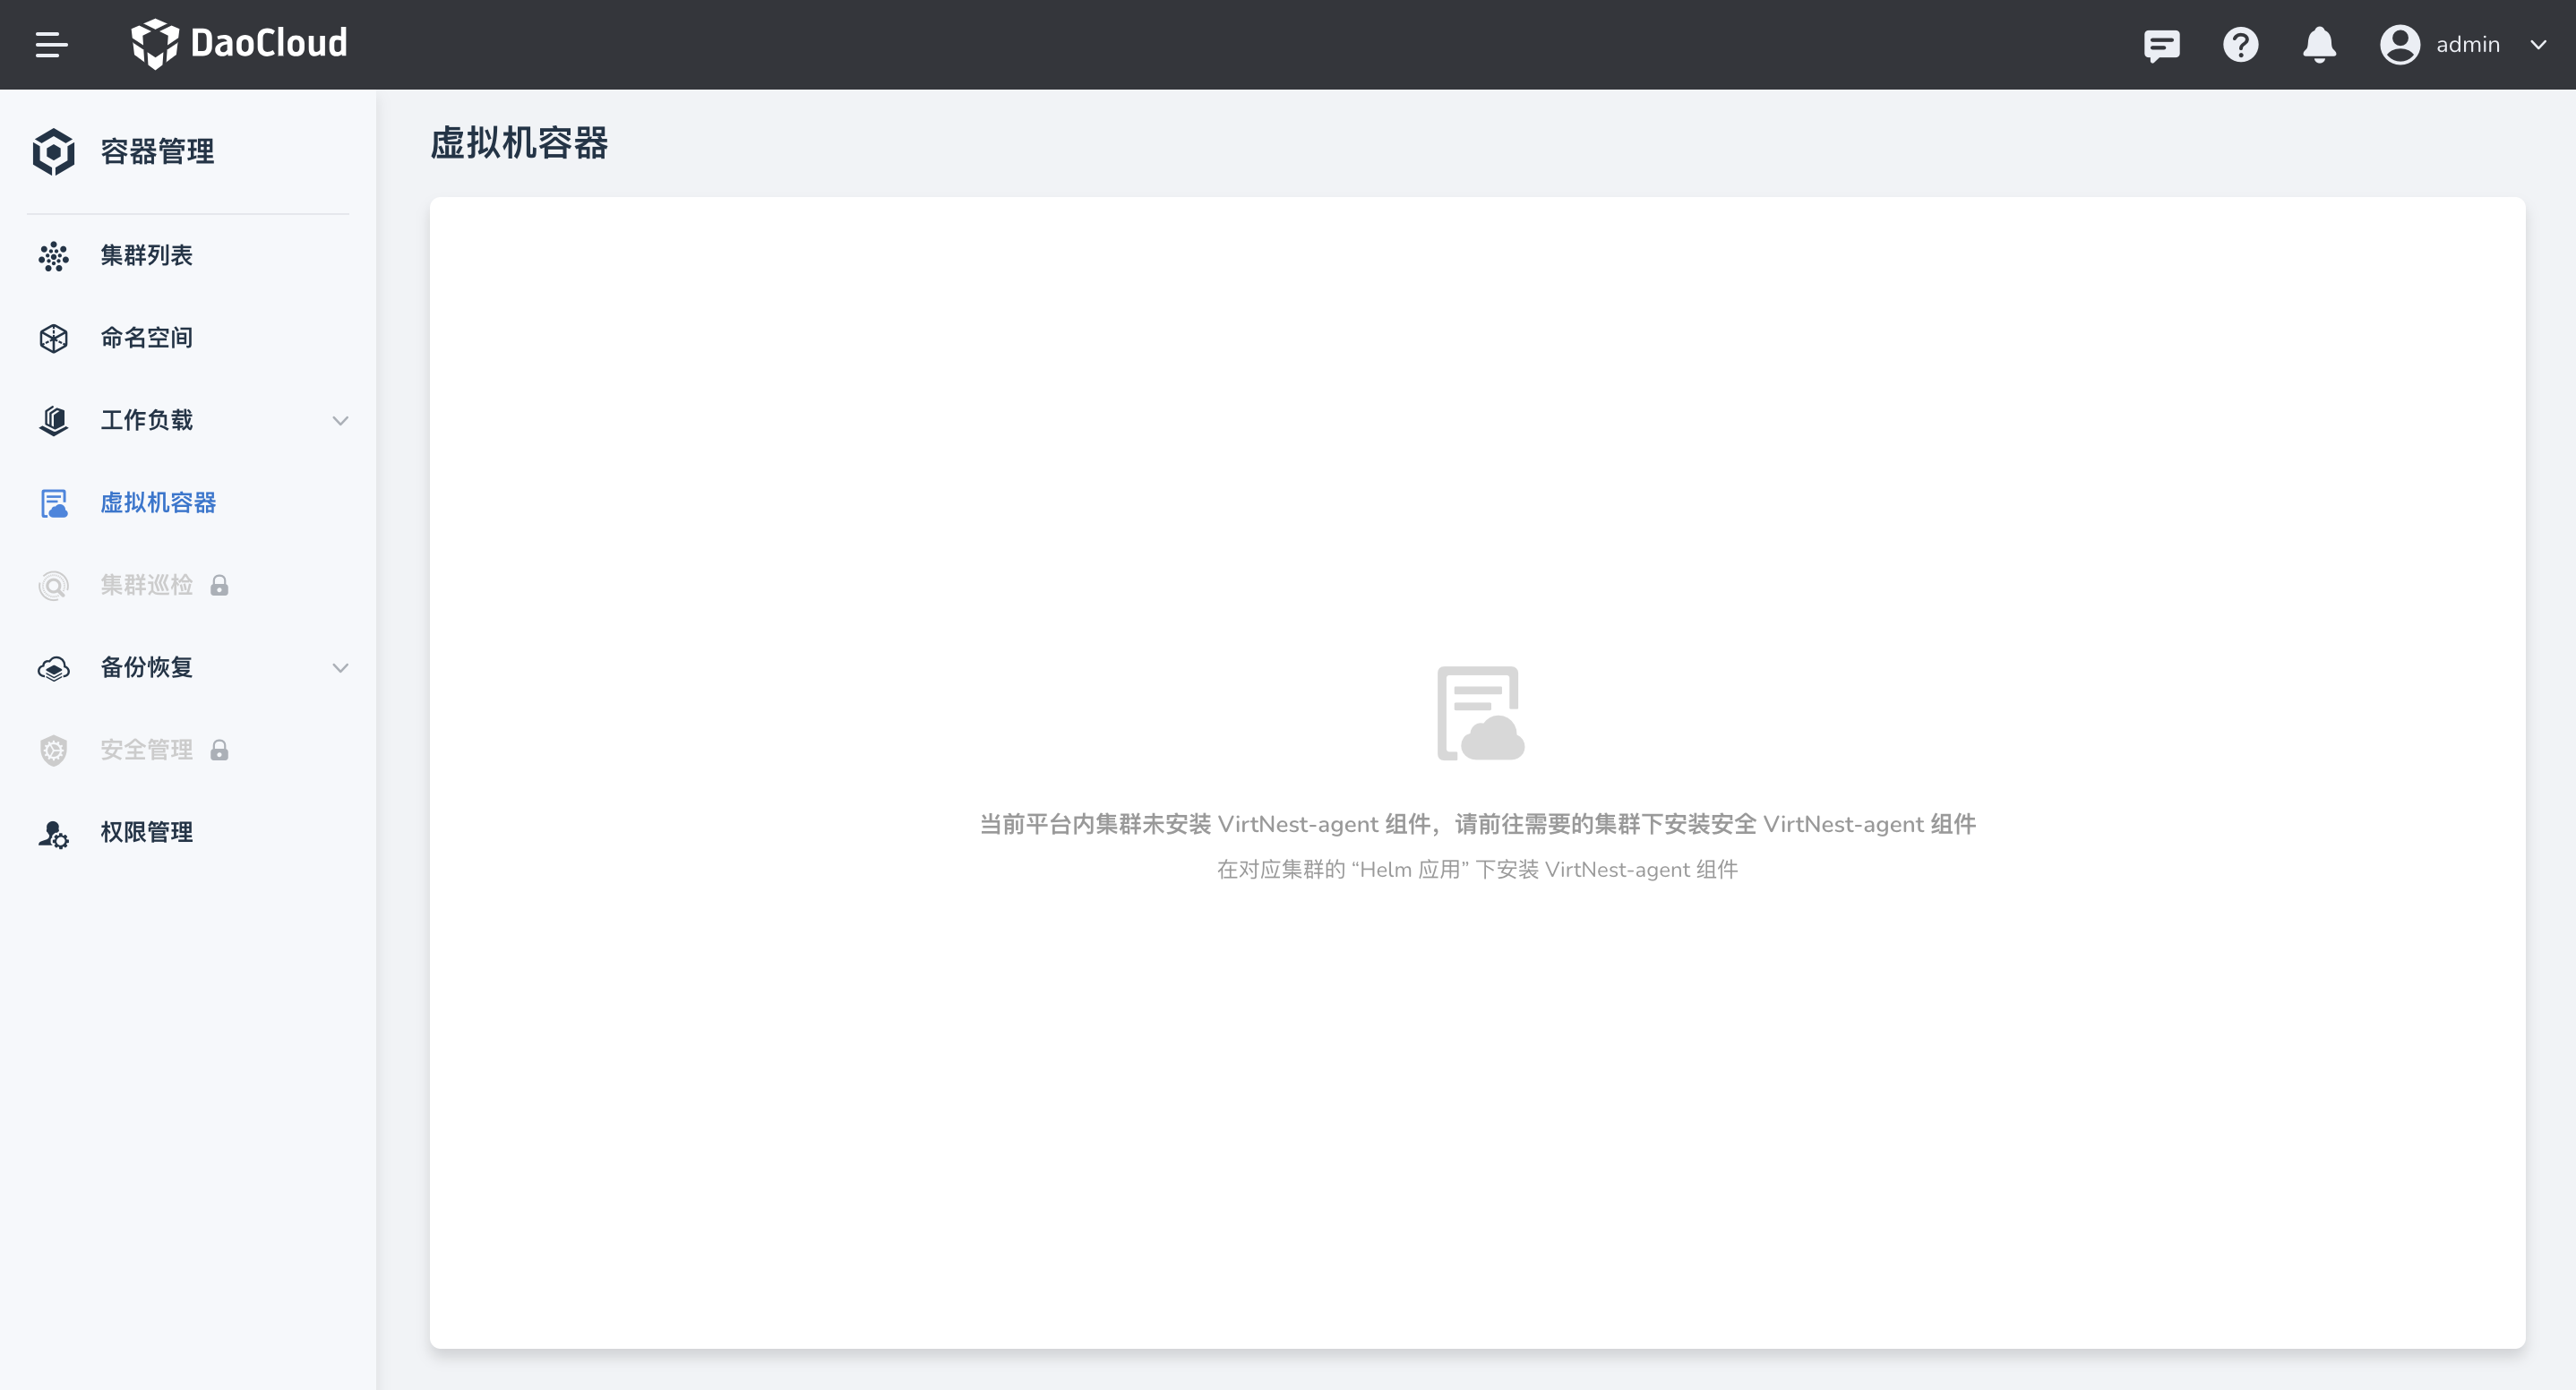 DaoCloud
admin
容器管理
集群列表
命名空间
工作负载
虚拟机容器
集群巡检
备份恢复
安全管理
权限管理
虚拟机容器
当前平台内集群未安装 VirtNest-agent 组件，请前往需要的集群下安装安全 VirtNest-agent 组件
在对应集群的 “Helm 应用” 下安装 VirtNest-agent 组件